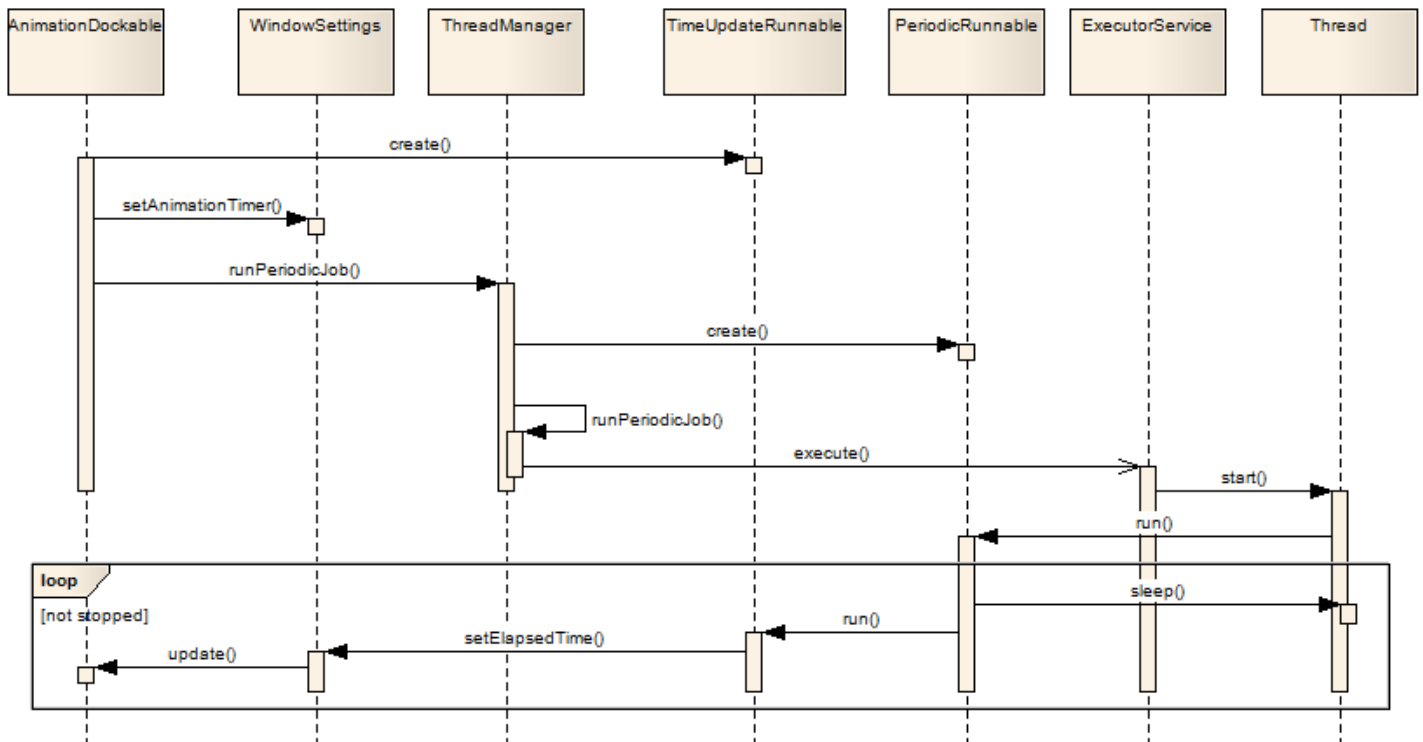 AnimationDockable
WindowSettings
ThreadManager
TimeUpdateRunnable
PeriodicRunnable
ExecutorService
Thread
create()
setAnimationTimer()
runPeriodicJob()
create()
runPeriodicJob()
execute()
start()
run()
loop
[not stopped]
sleep()
run()
setElapsedTime()
update()